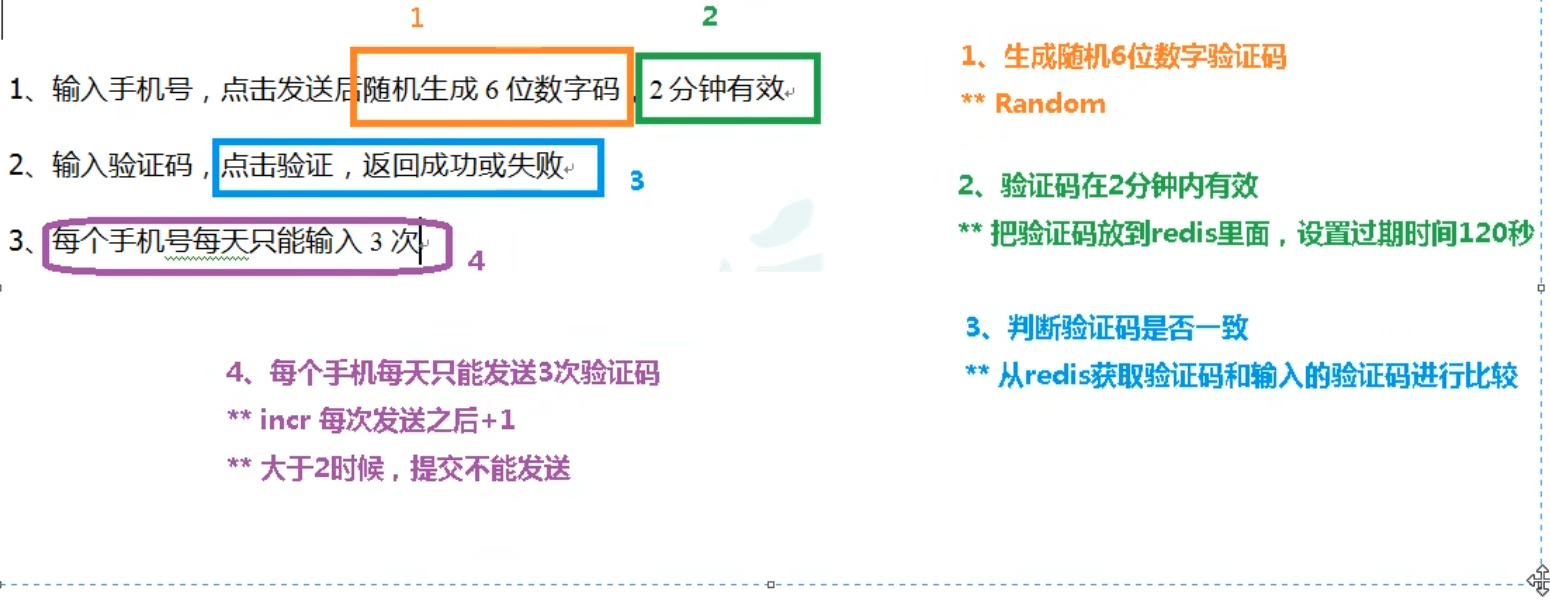 1
2
1、输入手机号，点击发送后随机生成 6 位数字码，2 分钟有效
2、输入验证码，点击验证，返回成功或失败
3
3、每个手机号每天只能输入 3 次
4
1、生成随机6位数字验证码
** Random
2、验证码在2分钟内有效
** 把验证码放到redis里面，设置过期时间120秒
3、判断验证码是否一致
** 从redis获取验证码和输入的验证码进行比较
4、每个手机每天只能发送3次验证码
** incr 每次发送之后+1
** 大于2时候，提交不能发送